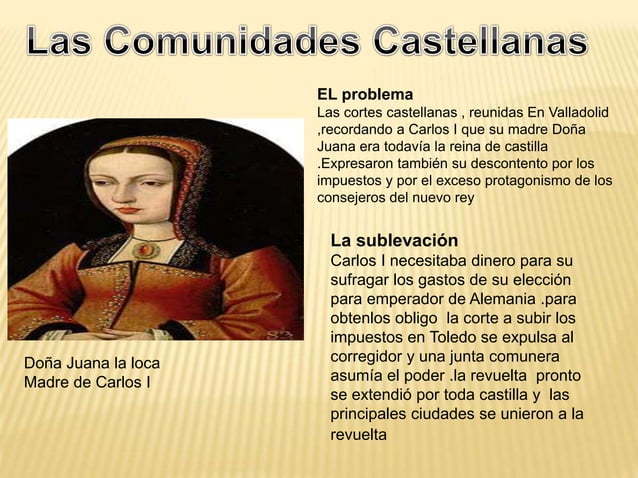 Las Comunidades Castellanas
EL problema
Las cortes castellanas , reunidas En Valladolid
,recordando a Carlos I que su madre Doña
Juana era todavía la reina de castilla
.Expresaron también su descontento por los
impuestos y por el exceso protagonismo de los
consejeros del nuevo rey
La sublevación
Carlos I necesitaba dinero para su
sufragar los gastos de su elección
para emperador de Alemania .para
obtenlos obligo  la corte a subir los
impuestos en Toledo se expulsa al
corregidor y una junta comunera
asumía el poder .la revuelta  pronto
se extendió por toda castilla y  las
principales ciudades se unieron a la
revuelta
Doña Juana la loca
Madre de Carlos I